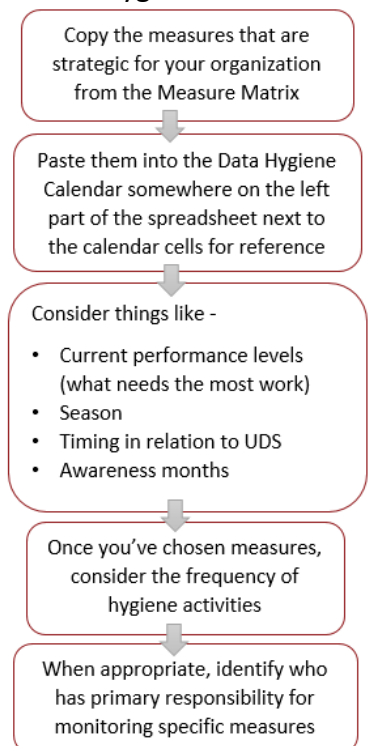 Copy the measures that are
strategic for your organization
from the Measure Matrix
Paste them into the Data Hygiene
Calendar somewhere on the left
part of the spreadsheet next to
the calendar cells for reference
Consider things like -
• Current performance levels
(what needs the most work)
• Season
• Timing in relation to UDS
• Awareness months
Once you’ve chosen measures,
consider the frequency of
hygiene activities
When appropriate, identify who
has primary responsibility for
monitoring specific measures